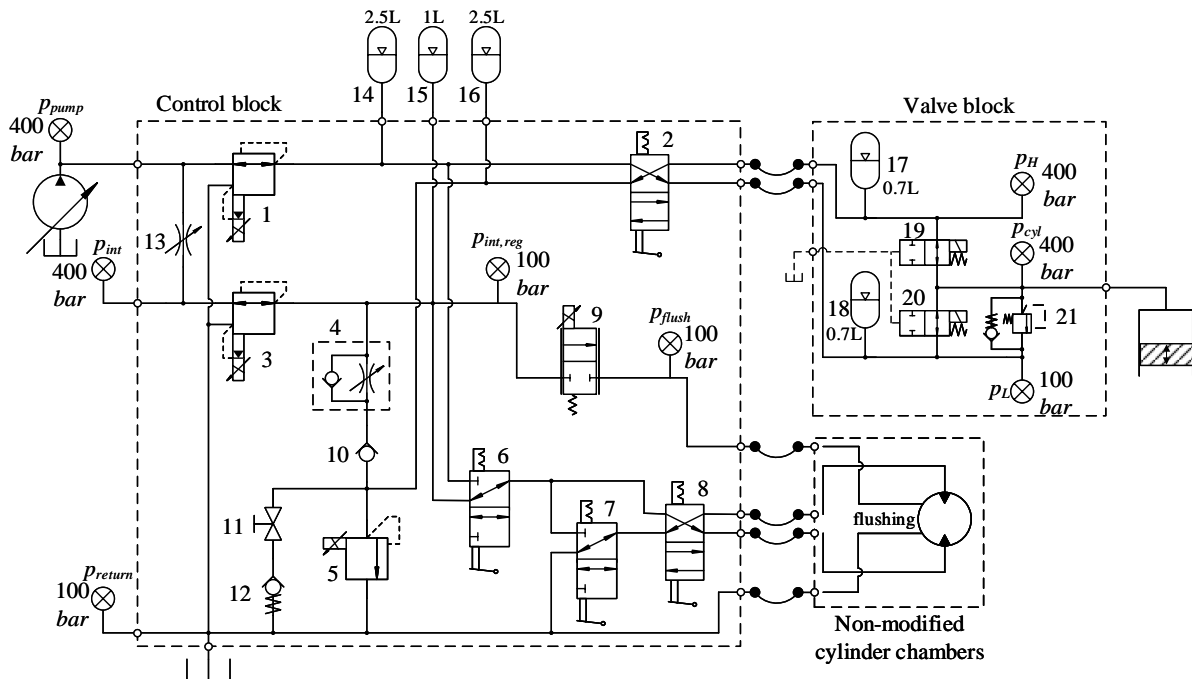 2.5L 1L 2.5L
14 15 16
Control block
Valve block
p_pump
400
bar
2
1
13
p_int
400
bar
3
4
p_int,reg
100
bar
9
p_flush
100
bar
17
0.7L
p_H
400
bar
19
p_cyl
400
bar
18
0.7L
20
21
p_L
100
bar
10
6
7
8
11
5
12
p_return
100
bar
flushing
Non-modified
cylinder chambers